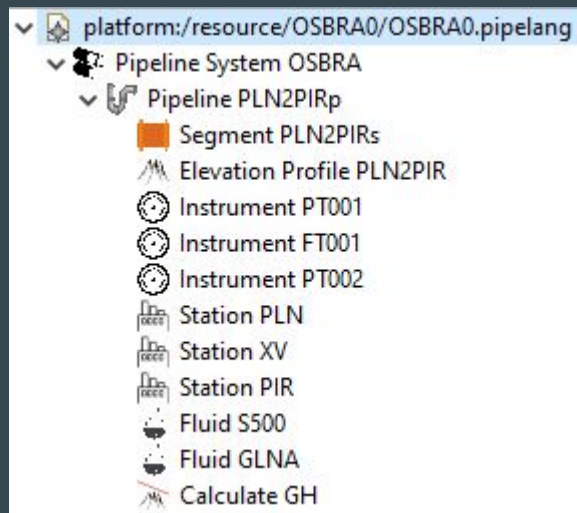 platform:/resource/OSBRA0/OSBRA0.pipelang
Pipeline System OSBRA
Pipeline PLN2PIRp
Segment PLN2PIRs
Elevation Profile PLN2PIR
Instrument PT001
Instrument FT001
Instrument PT002
Station PLN
Station XV
Station PIR
Fluid S500
Fluid GLNA
Calculate GH